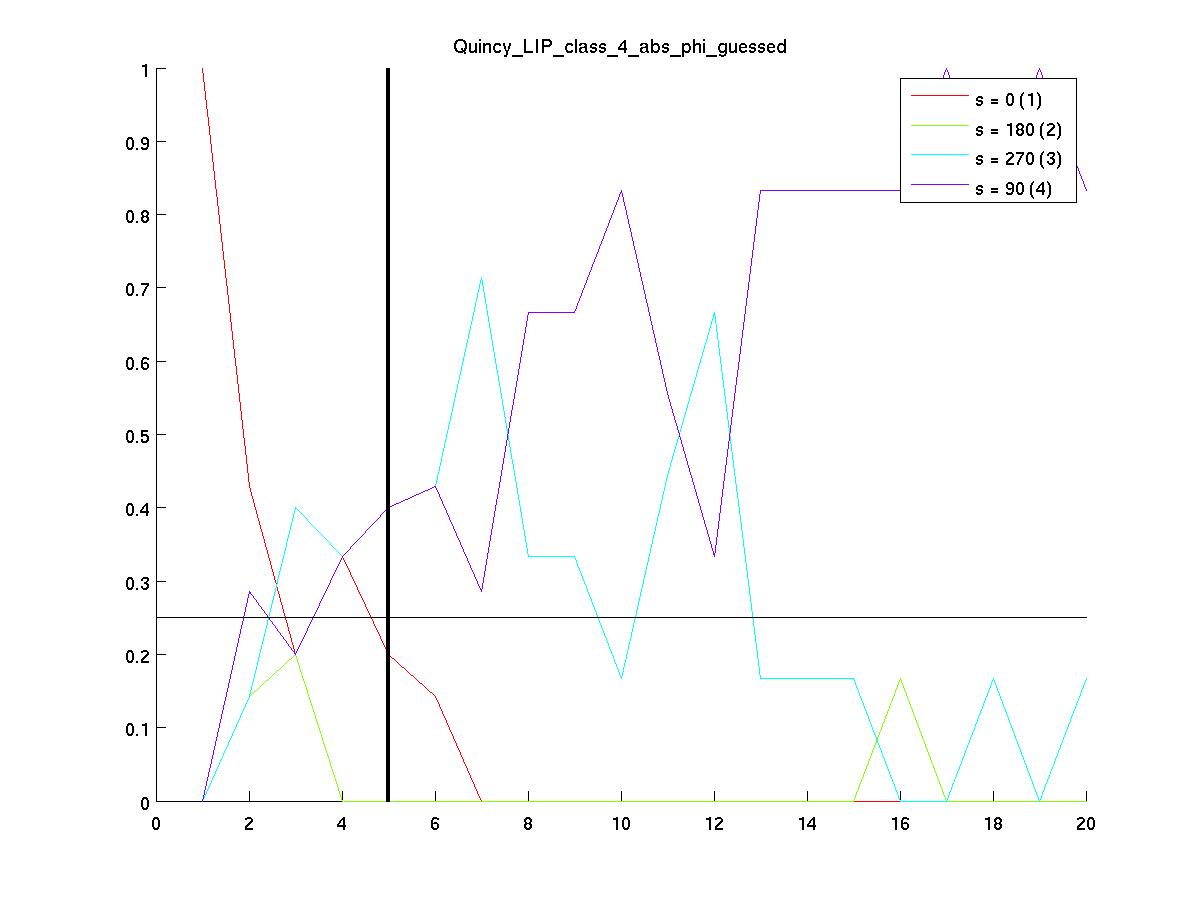 Quincy_LIP_class_4_abs_phi_guessed
1
0.9
0.8
0.7
0.6
0.5
0.4
0.3
0.2
0.1
0
0 2 4 6 8 10 12 14 16 18 20
s = 0 (1)
s = 180 (2)
s = 270 (3)
s = 90 (4)